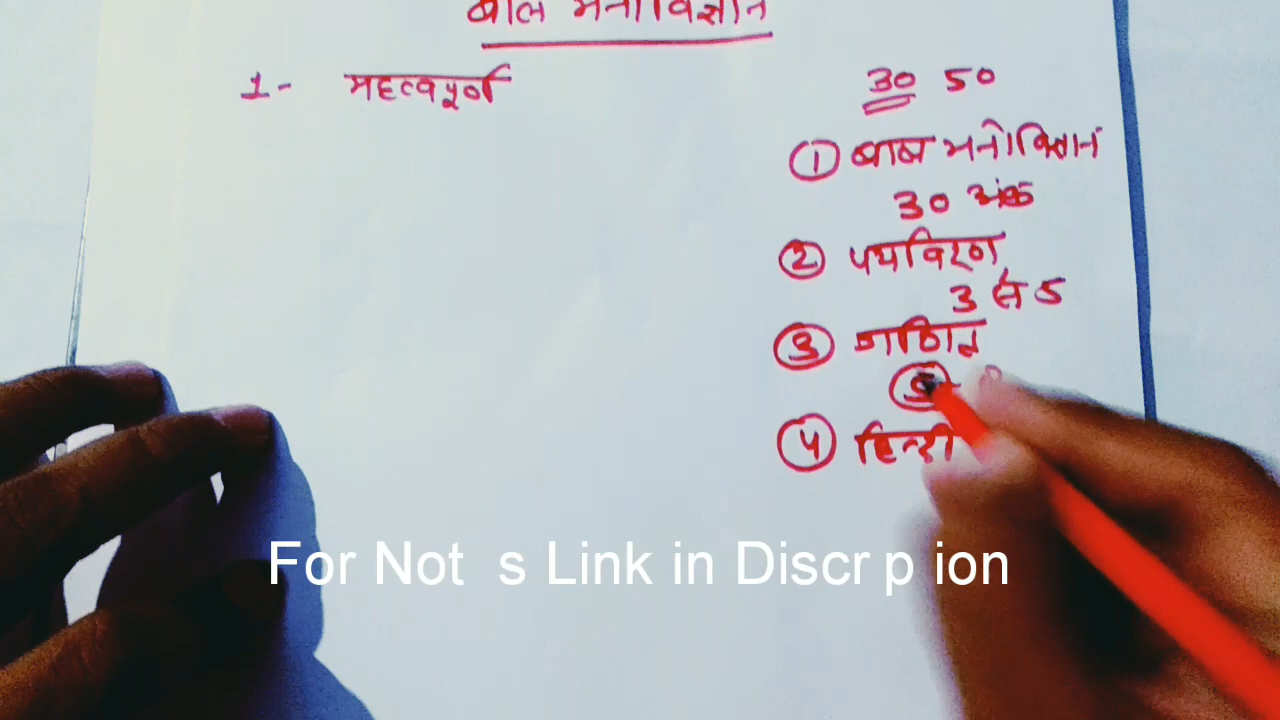 बाल मनोविज्ञान
1- महत्वपूर्ण
30 50
① बाल मनोविज्ञान
30 अंक
② पर्यावरण
3 से 5
③ गणित
④ हिन्दी
For Not s Link in Discr p ion